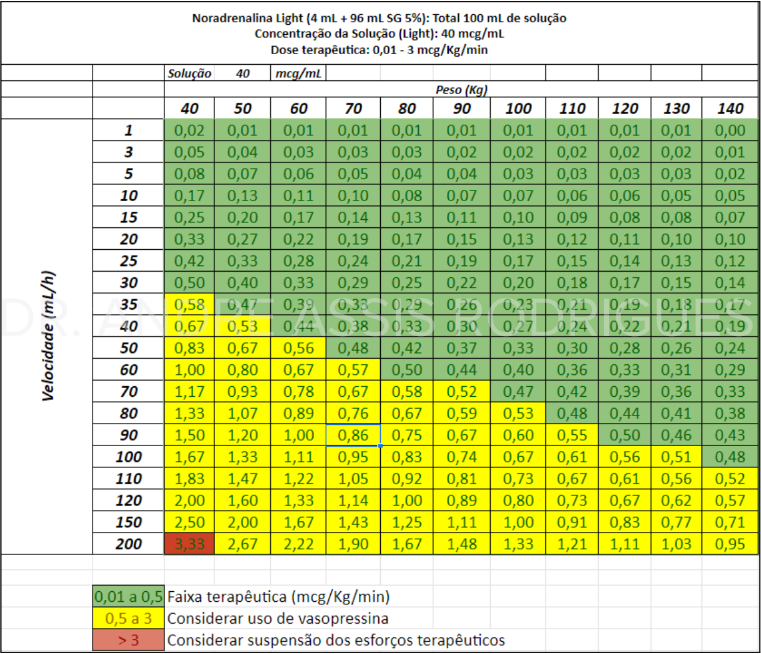 Noradrenalina Light (4 mL + 96 mL SG 5%): Total 100 mL de solução
Concentração da Solução (Light): 40 mcg/mL
Dose terapêutica: 0,01 - 3 mcg/Kg/min
Solução 40 mcg/mL
Peso (Kg)
40 50 60 70 80 90 100 110 120 130 140
Velocidade (mL/h)
1 0,02 0,01 0,01 0,01 0,01 0,01 0,01 0,01 0,01 0,01 0,00
3 0,05 0,04 0,03 0,03 0,03 0,02 0,02 0,02 0,02 0,02 0,01
5 0,08 0,07 0,06 0,05 0,04 0,04 0,03 0,03 0,03 0,03 0,02
10 0,17 0,13 0,11 0,10 0,08 0,07 0,07 0,06 0,06 0,05 0,05
15 0,25 0,20 0,17 0,14 0,13 0,11 0,10 0,09 0,08 0,08 0,07
20 0,33 0,27 0,22 0,19 0,17 0,15 0,13 0,12 0,11 0,10 0,10
25 0,42 0,33 0,28 0,24 0,21 0,19 0,17 0,15 0,14 0,13 0,12
30 0,50 0,40 0,33 0,29 0,25 0,22 0,20 0,18 0,17 0,15 0,14
35 0,58 0,47 0,39 0,33 0,29 0,26 0,23 0,21 0,19 0,18 0,17
DR. ANDRE ASSIS RODRIGUES
40 0,67 0,53 0,44 0,38 0,33 0,30 0,27 0,24 0,22 0,21 0,19
50 0,83 0,67 0,56 0,48 0,42 0,37 0,33 0,30 0,28 0,26 0,24
60 1,00 0,80 0,67 0,57 0,50 0,44 0,40 0,36 0,33 0,31 0,29
70 1,17 0,93 0,78 0,67 0,58 0,52 0,47 0,42 0,39 0,36 0,33
80 1,33 1,07 0,89 0,76 0,67 0,59 0,53 0,48 0,44 0,41 0,38
90 1,50 1,20 1,00 0,86 0,75 0,67 0,60 0,55 0,50 0,46 0,43
100 1,67 1,33 1,11 0,95 0,83 0,74 0,67 0,61 0,56 0,51 0,48
110 1,83 1,47 1,22 1,05 0,92 0,81 0,73 0,67 0,61 0,56 0,52
120 2,00 1,60 1,33 1,14 1,00 0,89 0,80 0,73 0,67 0,62 0,57
150 2,50 2,00 1,67 1,43 1,25 1,11 1,00 0,91 0,83 0,77 0,71
200 3,33 2,67 2,22 1,90 1,67 1,48 1,33 1,21 1,11 1,03 0,95
0,01 a 0,5 Faixa terapêutica (mcg/Kg/min)
0,5 a 3 Considerar uso de vasopressina
> 3 Considerar suspensão dos esforços terapêuticos